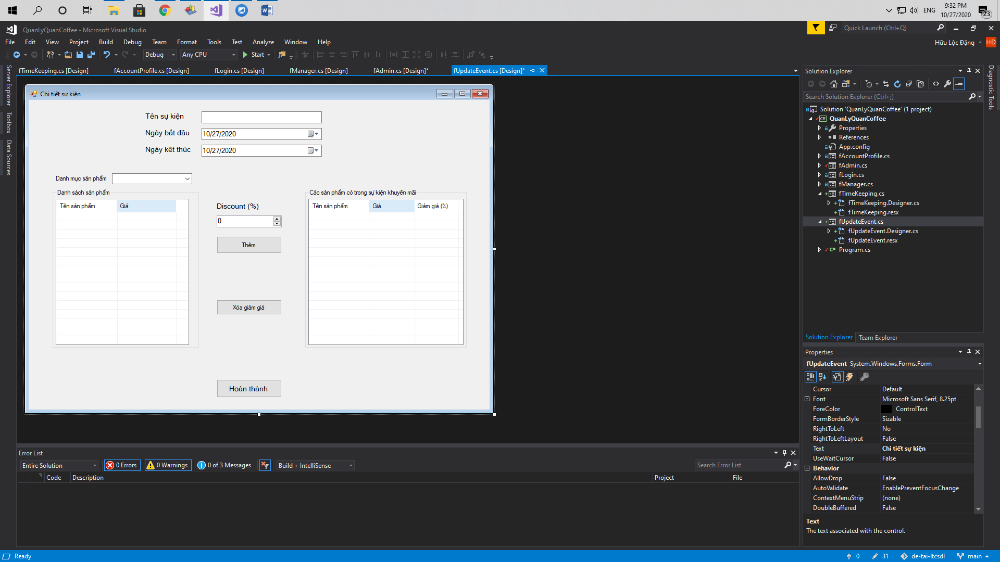 ENG
9:32 PM
10/27/2020
23
QuanLyQuanCoffee - Microsoft Visual Studio
Quick Launch (Ctrl+Q)
File Edit View Project Build Debug Team Format Tools Test Analyze Window Help
Hữu Lộc Đặng
HĐ
Debug
Any CPU
Start
Server Explorer
Toolbox
Data Sources
fTimeKeeping.cs [Design]
fAccountProfile.cs [Design]
fLogin.cs [Design]
fManager.cs [Design]
fAdmin.cs [Design]*
fUpdateEvent.cs [Design]*
Chi tiết sự kiện
Tên sự kiện
Ngày bắt đầu
10/27/2020
Ngày kết thúc
10/27/2020
Danh mục sản phẩm
Danh sách sản phẩm
Tên sản phẩm
Giá
Discount (%)
0
Thêm
Xóa giảm giá
Các sản phẩm có trong sự kiện khuyến mãi
Tên sản phẩm
Giá
Giảm giá (%)
Hoàn thành
Solution Explorer
Search Solution Explorer (Ctrl+;)
Solution 'QuanLyQuanCoffee' (1 project)
QuanLyQuanCoffee
Properties
References
App.config
fAccountProfile.cs
fAdmin.cs
fLogin.cs
fManager.cs
fTimeKeeping.cs
fTimeKeeping.Designer.cs
fTimeKeeping.resx
fUpdateEvent.cs
fUpdateEvent.Designer.cs
fUpdateEvent.resx
C# Program.cs
Solution Explorer
Team Explorer
Diagnostic Tools
Properties
fUpdateEvent System.Windows.Forms.Form
Cursor Default
Font Microsoft Sans Serif, 8.25pt
ForeColor ControlText
FormBorderStyle Sizable
RightToLeft No
RightToLeftLayout False
Text Chi tiết sự kiện
UseWaitCursor False
Behavior
AllowDrop False
AutoValidate EnablePreventFocusChange
ContextMenuStrip (none)
DoubleBuffered False
Text
The text associated with the control.
Error List
Entire Solution
0 Errors
0 Warnings
0 of 3 Messages
Build + IntelliSense
Search Error List
Code
Description
Project
File
Ready
0
31
de-tai-ltcsdl
main